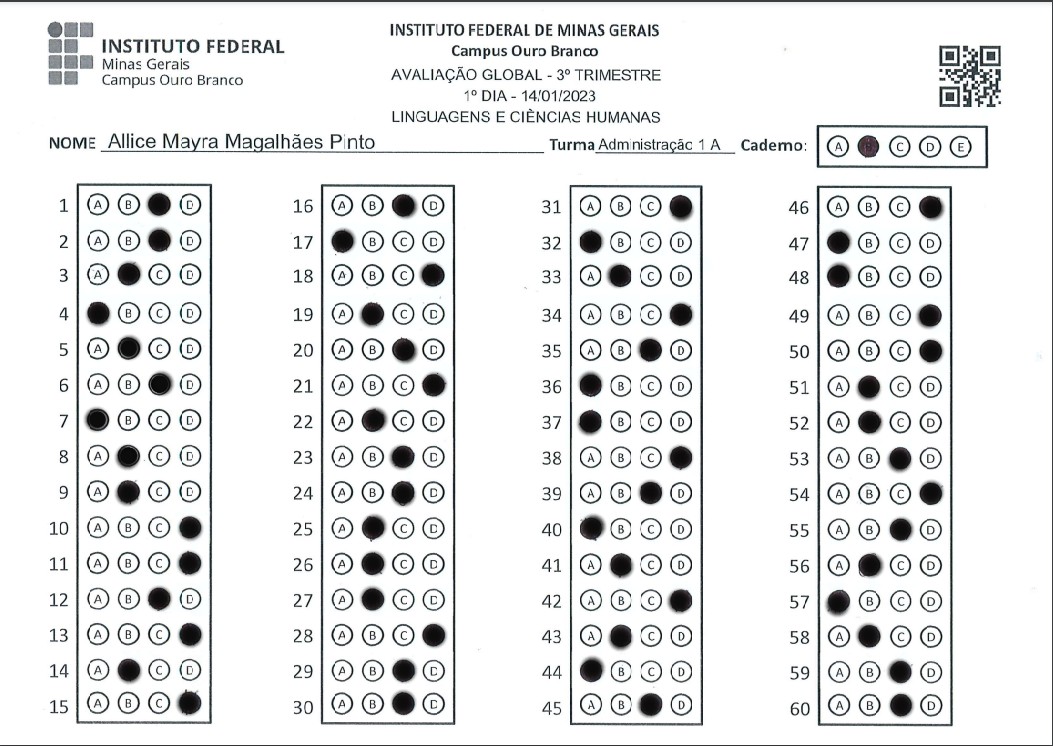 INSTITUTO FEDERAL
Minas Gerais
Campus Ouro Branco
INSTITUTO FEDERAL DE MINAS GERAIS
Campus Ouro Branco
AVALIAÇÃO GLOBAL - 3º TRIMESTRE
1º DIA - 14/01/2023
LINGUAGENS E CIÊNCIAS HUMANAS
NOME Allice Mayra Magalhães Pinto Turma Administração 1 A Caderno: A B C D E
1 A B D
2 A B D
3 A C D
4 B C D
5 A C D
6 A B D
7 B C D
8 A C D
9 A C D
10 A B C
11 A B C
12 A B D
13 A B C
14 A C D
15 A B C
16 A B D
17 B C D
18 A B C
19 A C D
20 A B D
21 A B C
22 A C D
23 A B D
24 A B D
25 A C D
26 A C D
27 A C D
28 A B C
29 A B D
30 A B D
31 A B C
32 B C D
33 A C D
34 A B C
35 A B D
36 B C D
37 B C D
38 A B C
39 A B D
40 B C D
41 A C D
42 A B C
43 A C D
44 B C D
45 A B D
46 A B C
47 B C D
48 B C D
49 A B C
50 A B C
51 A C D
52 A C D
53 A B D
54 A B C
55 A B D
56 A C D
57 B C D
58 A C D
59 A B D
60 A B D